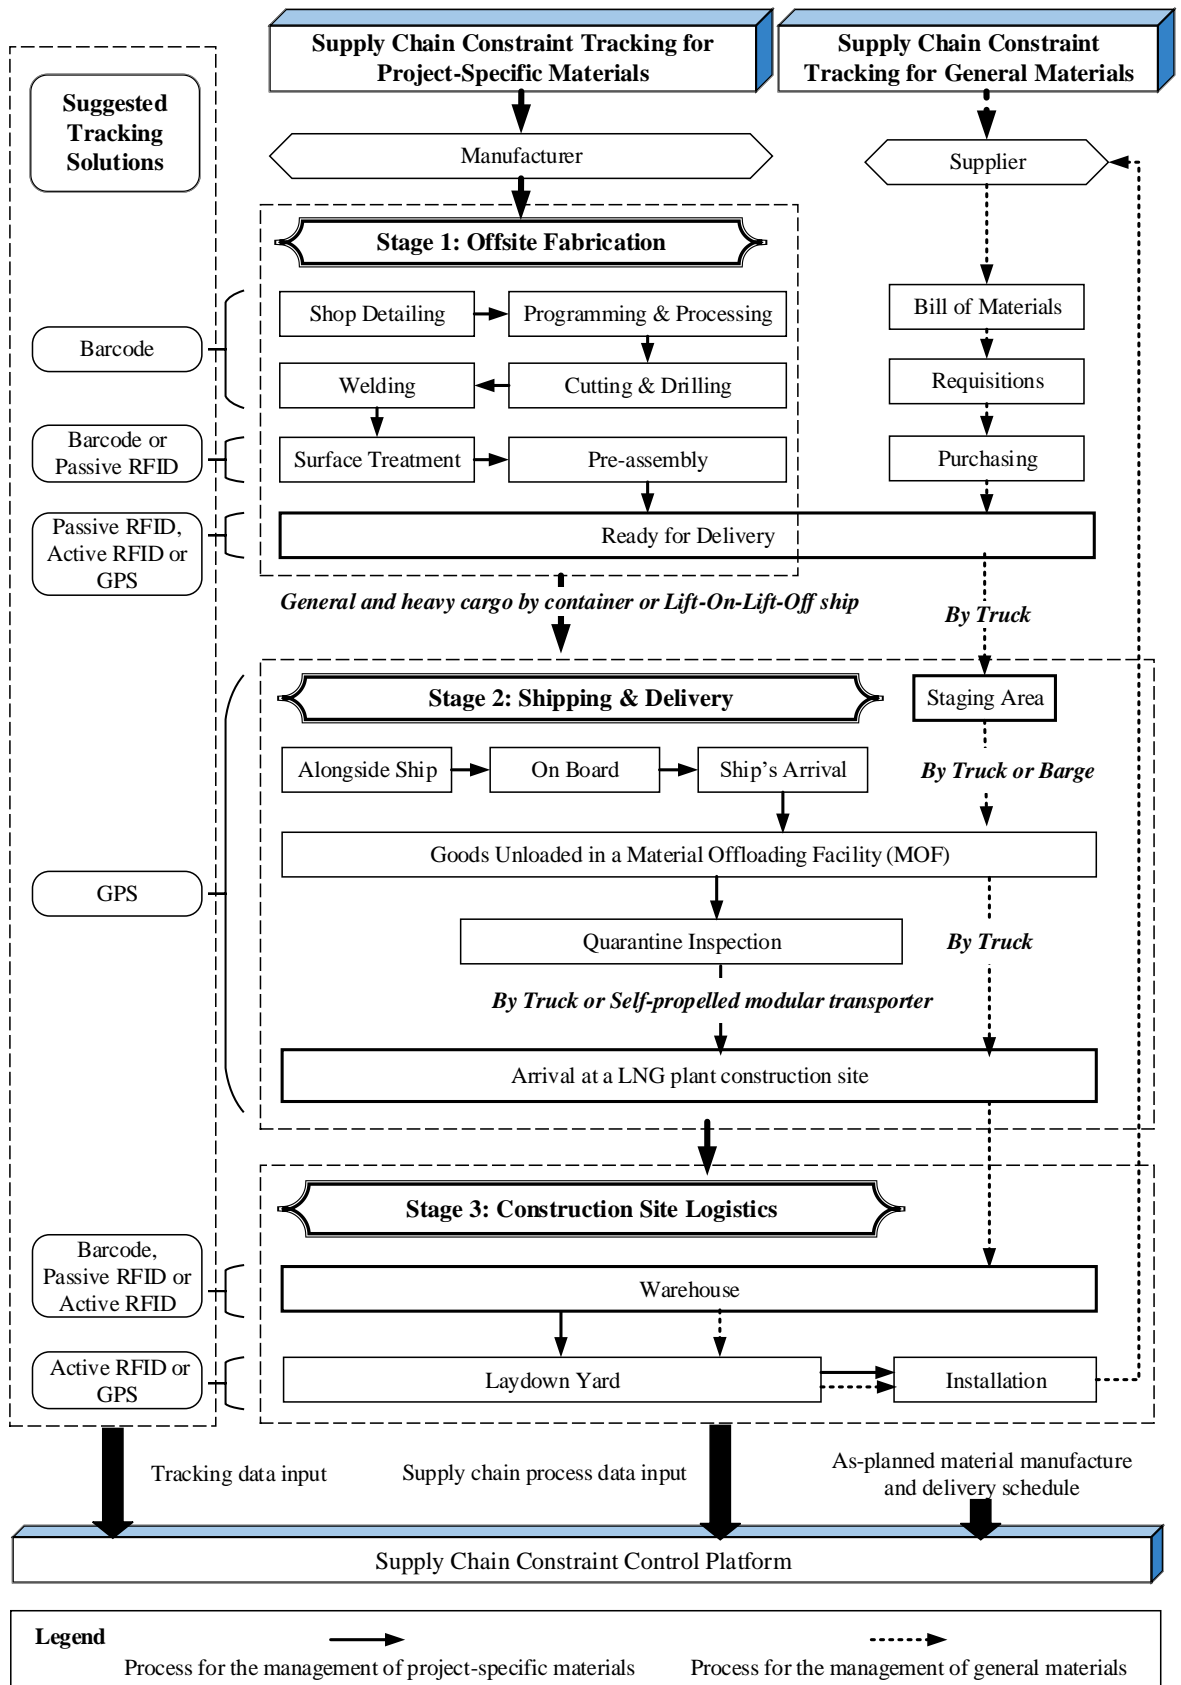 Supply Chain Constraint Tracking for
Project-Specific Materials
Supply Chain Constraint
Tracking for General Materials
Suggested
Tracking
Solutions
Manufacturer
Supplier
Stage 1: Offsite Fabrication
Shop Detailing
Programming & Processing
Bill of Materials
Barcode
Welding
Cutting & Drilling
Requisitions
Barcode or
Passive RFID
Surface Treatment
Pre-assembly
Purchasing
Passive RFID,
Active RFID or
GPS
Ready for Delivery
General and heavy cargo by container or Lift-On-Lift-Off ship
By Truck
Stage 2: Shipping & Delivery
Staging Area
Alongside Ship
On Board
Ship's Arrival
By Truck or Barge
Goods Unloaded in a Material Offloading Facility (MOF)
GPS
Quarantine Inspection
By Truck
By Truck or Self-propelled modular transporter
Arrival at a LNG plant construction site
Stage 3: Construction Site Logistics
Barcode,
Passive RFID or
Active RFID
Warehouse
Active RFID or
GPS
Laydown Yard
Installation
Tracking data input
Supply chain process data input
As-planned material manufacture
and delivery schedule
Supply Chain Constraint Control Platform
Legend
Process for the management of project-specific materials
Process for the management of general materials